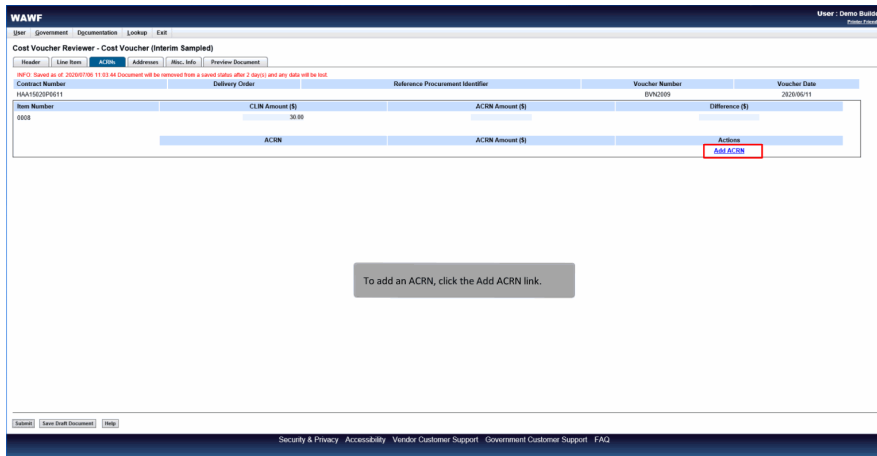 WAWF
User : Demo Builde
Printer Friend
User Government Documentation Lookup Exit
Cost Voucher Reviewer - Cost Voucher (Interim Sampled)
Header Line Item ACRNs Addresses Misc. Info Preview Document
INFO: Saved as of: 2020/07/06 11:03:44 Document will be removed from a saved status after 2 day(s) and any data will be lost.
Contract Number Delivery Order Reference Procurement Identifier Voucher Number Voucher Date
HAA15020P0611 BVN2009 2020/06/11
Item Number CLIN Amount ($) ACRN Amount ($) Difference ($)
0008 30.00
ACRN ACRN Amount ($) Actions
Add ACRN
To add an ACRN, click the Add ACRN link.
Submit Save Draft Document Help
Security & Privacy Accessibility Vendor Customer Support Government Customer Support FAQ